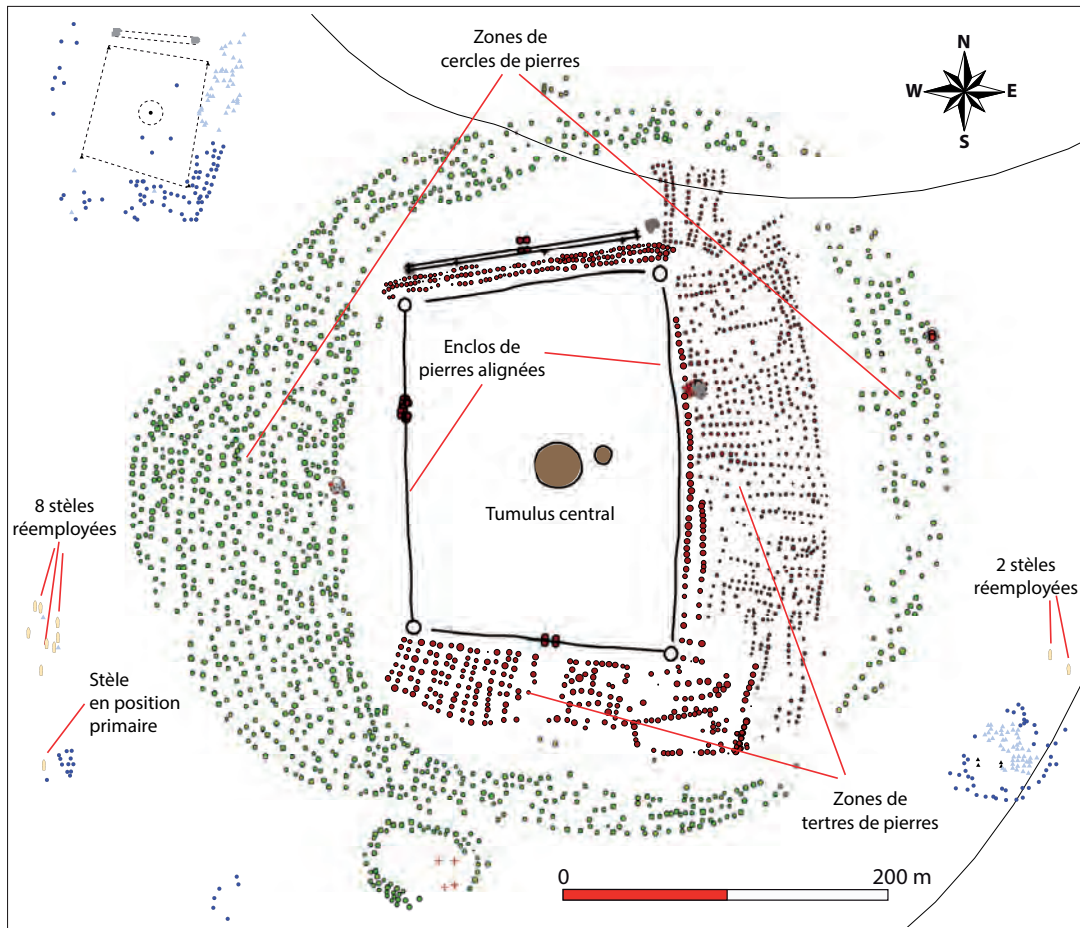 Zones de
cercles de pierres
N
W
E
S
Enclos de
pierres alignées
Tumulus central
8 stèles
réemployées
2 stèles
réemployées
Stèle
en position
primaire
Zones de
tertres de pierres
0
200 m